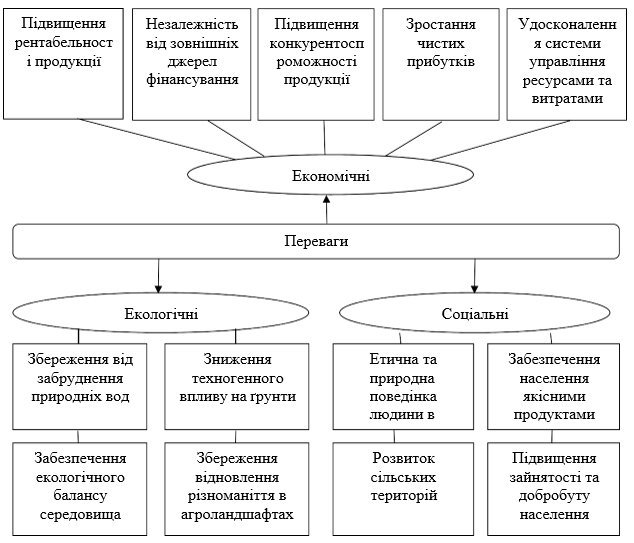 Підвищення
рентабельност
і продукції
Незалежність
від зовнішніх
джерел
фінансування
Підвищення
конкурентосп
роможності
продукції
Зростання
чистих
прибутків
Удосконаленн
я системи
управління
ресурсами та
витратами
Економічні
Переваги
Екологічні
Соціальні
Збереження від
забруднення
природніх вод
Зниження
техногенного
впливу на ґрунти
Етична та
природна
поведінка
людини в
Забезпечення
населення
якісними
продуктами
Забезпечення
екологічного
балансу
середовища
Збереження
відновлення
різноманіття в
агроландшафтах
Розвиток
сільських
територій
Підвищення
зайнятості та
добробуту
населення